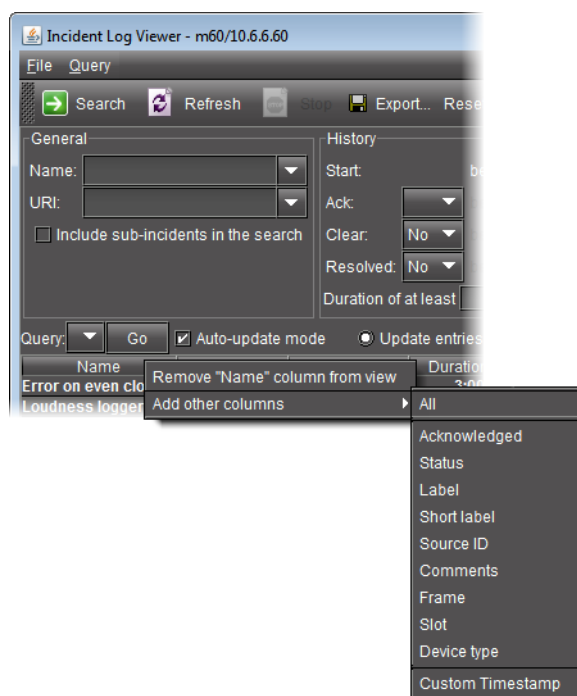 Incident Log Viewer - m60/10.6.6.60
File Query
Search Refresh Stop Export... Rese
General
History
Name:
Start:
URI:
Ack:
Include sub-incidents in the search
Clear: No
Resolved: No
Duration of at least
Query: Go Auto-update mode Update entries
Name
Duratio
Error on even clo
Remove "Name" column from view
Loudness logger
Add other columns
All
Acknowledged
Status
Label
Short label
Source ID
Comments
Frame
Slot
Device type
Custom Timestamp